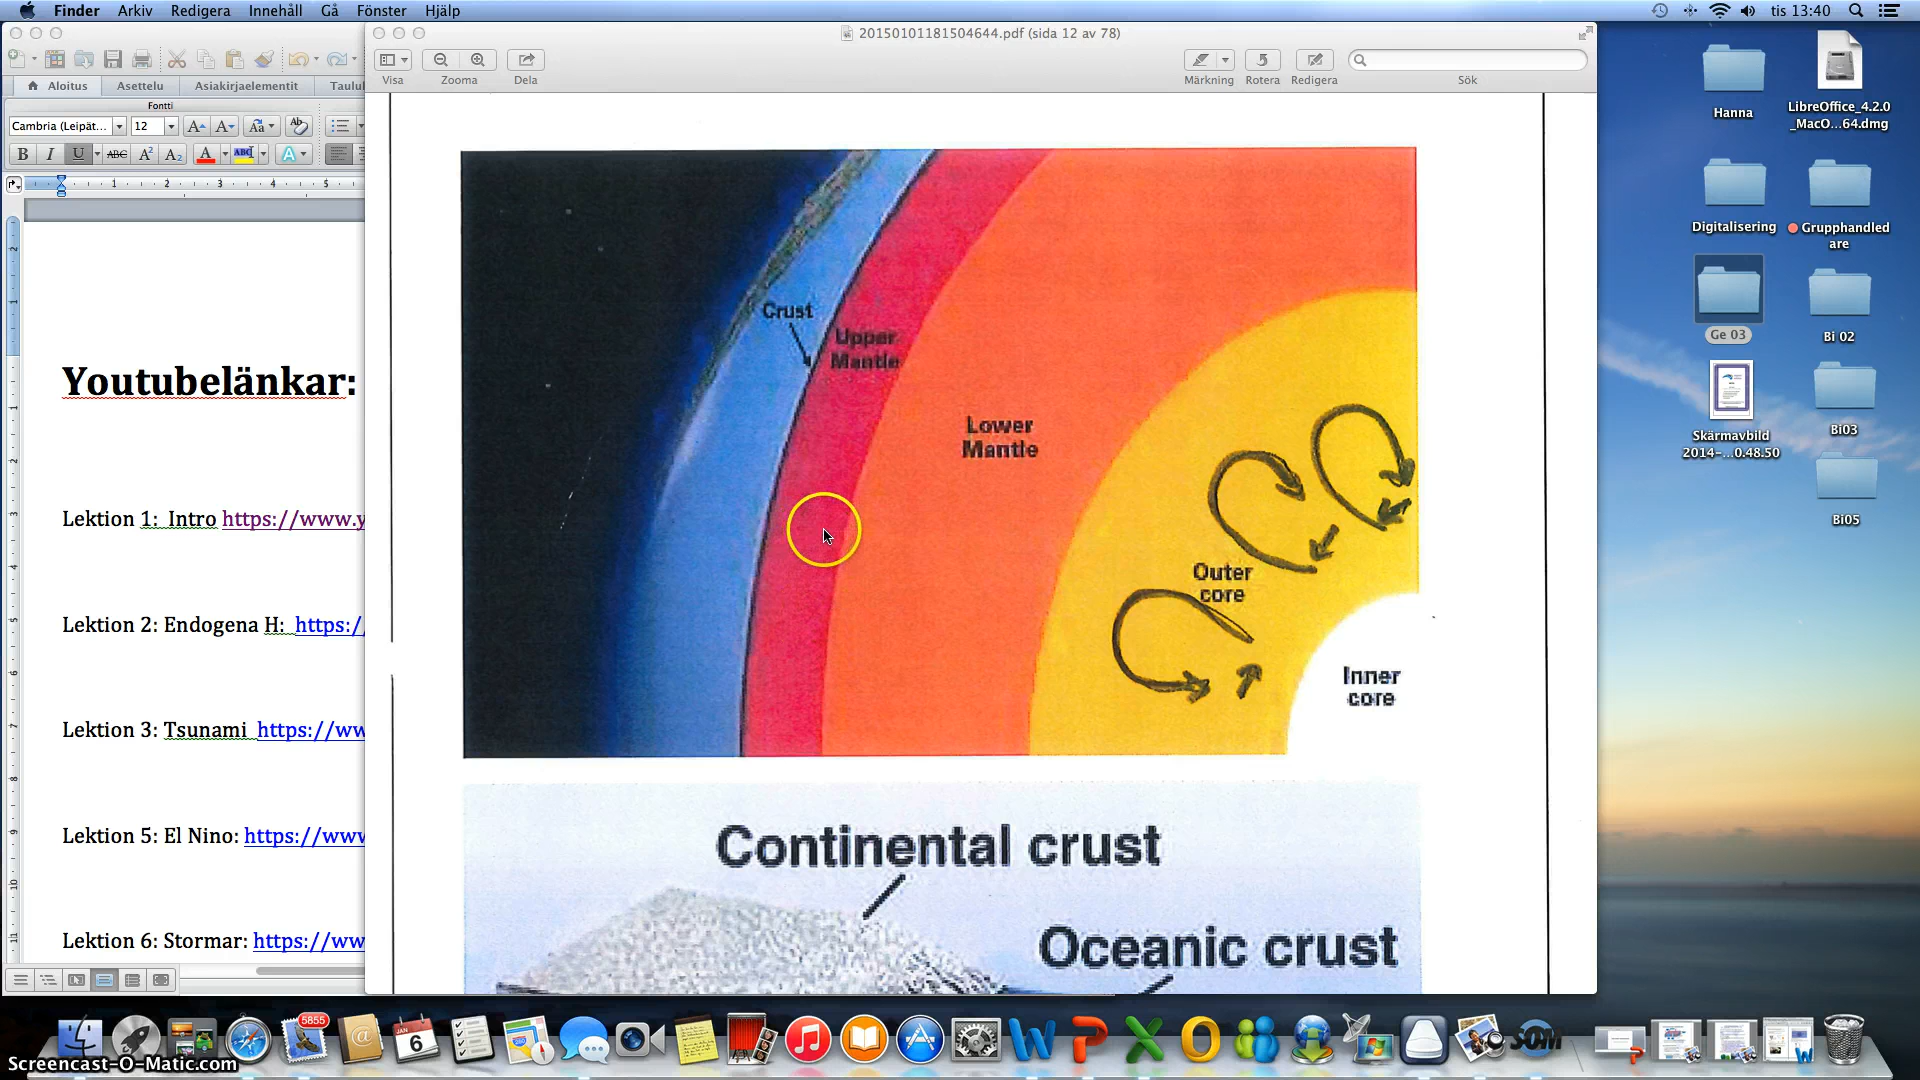 Finder Arkiv Redigera Innehåll Gå Fönster Hjälp tis 13:40
20150101181504644.pdf (sida 12 av 78)
Visa Zooma Dela Märkning Rotera Redigera Sök
Aloitus Asettelu Asiakirjaelementit Taulu
Fontti
Cambria (Leipät... 12
Youtubelänkar:
Lektion 1: Intro https://www.y
Lektion 2: Endogena H: https:/
Lektion 3: Tsunami https://ww
Lektion 5: El Nino: https://www
Lektion 6: Stormar: https://ww
Crust
Upper
Mantle
Lower
Mantle
Outer
core
Inner
core
Continental crust
Oceanic crust
Hanna
LibreOffice_4.2.0
_MacO...64.dmg
Digitalisering
Grupphandled
are
Ge 03
Bi 02
Skärmavbild
2014-...0.48.50
Bi03
Bi05
5855
JAN
6
Screencast-O-Matic.com